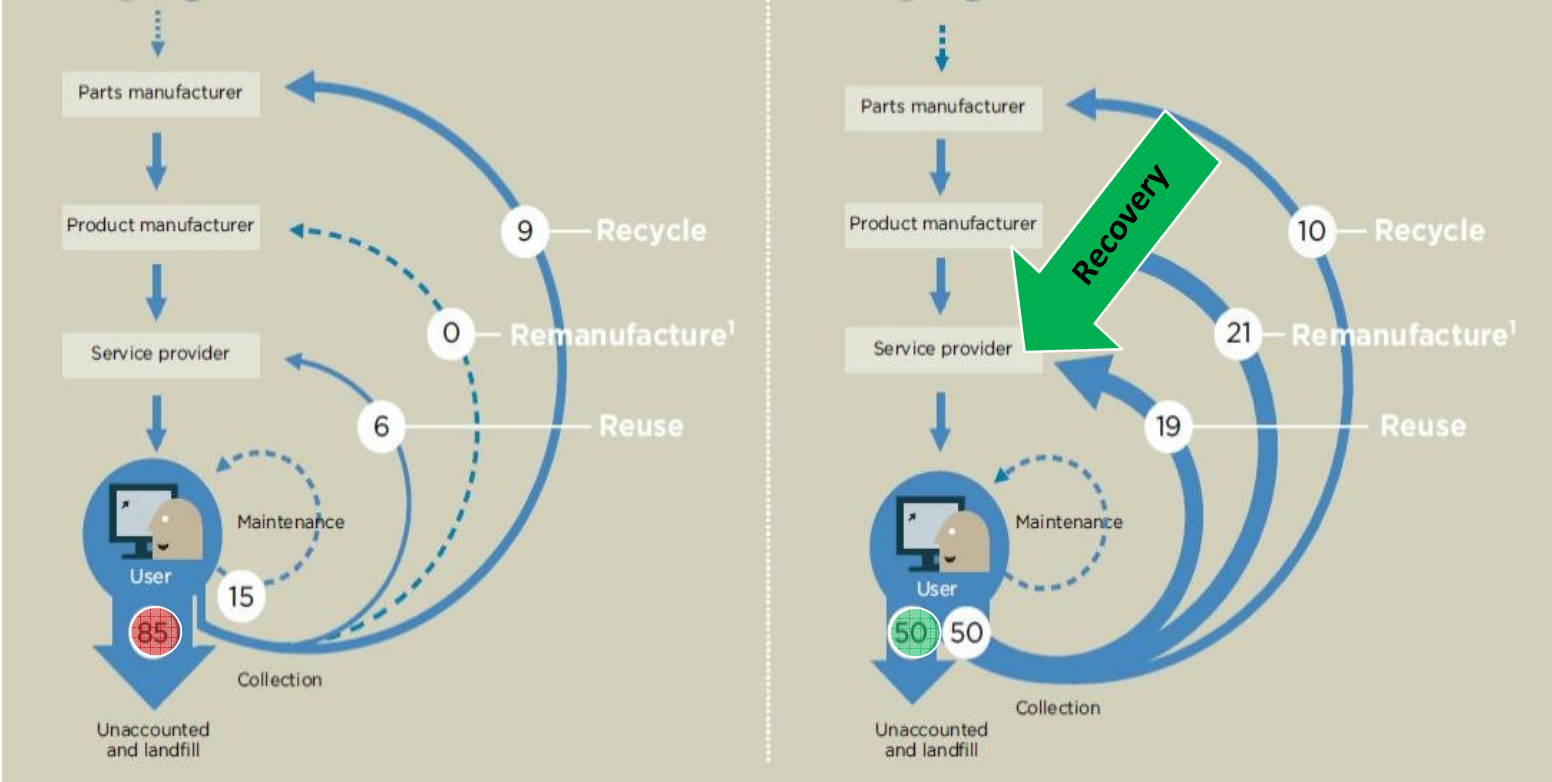 Parts manufacturer
Product manufacturer
9
Recycle
0
Remanufacture¹
Service provider
6
Reuse
Maintenance
User
15
85
Collection
Unaccounted
and landfill
Parts manufacturer
Recovery
Product manufacturer
10
Recycle
21
Remanufacture¹
Service provider
19
Reuse
Maintenance
User
50
50
Collection
Unaccounted
and landfill